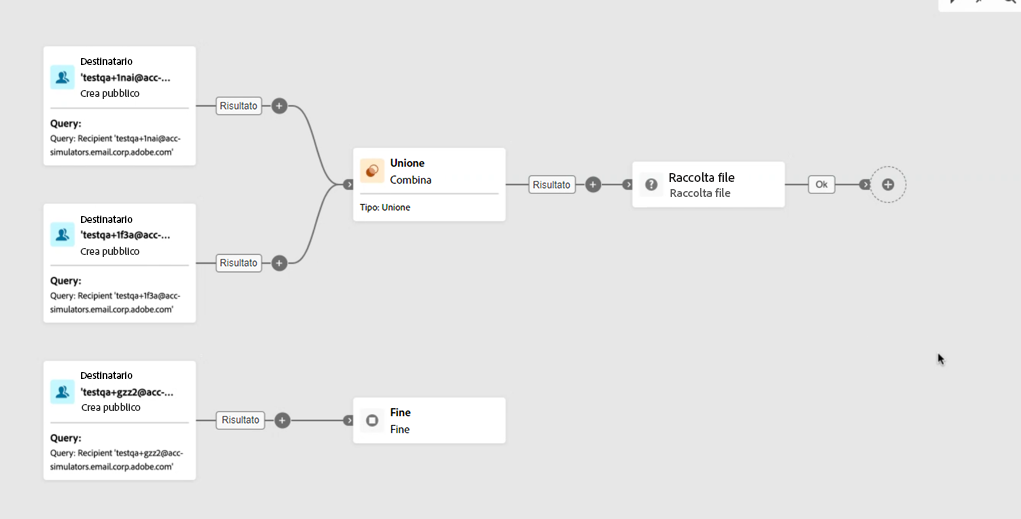 Destinatario
'testqa+1nai@acc-...
Crea pubblico
Query:
Query: Recipient 'testqa+1nai@acc-
simulators.email.corp.adobe.com'
Risultato
Destinatario
'testqa+1f3a@acc-...
Crea pubblico
Query:
Query: Recipient 'testqa+1f3a@acc-
simulators.email.corp.adobe.com'
Risultato
Unione
Combina
Tipo: Unione
Risultato
Raccolta file
Raccolta file
Ok
Destinatario
'testqa+gzz2@acc-...
Crea pubblico
Query:
Query: Recipient 'testqa+gzz2@acc-
simulators.email.corp.adobe.com'
Risultato
Fine
Fine